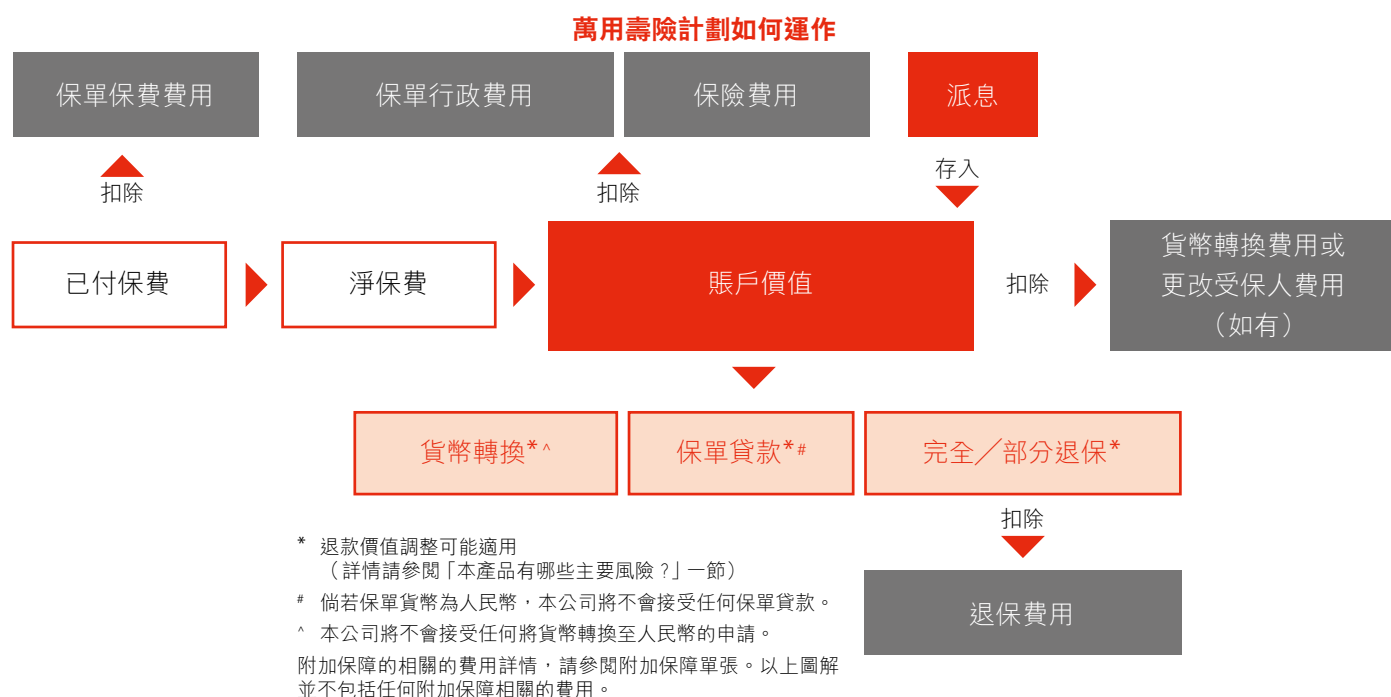 萬用壽險計劃如何運作
保單保費費用
保單行政費用
保險費用
派息
扣除
扣除
存入
已付保費
淨保費
賬戶價值
扣除
貨幣轉換費用或
更改受保人費用
（如有）
貨幣轉換*^
保單貸款*#
完全／部分退保*
扣除
退保費用
* 退款價值調整可能適用
（詳情請參閱「本產品有哪些主要風險？」一節）
# 倘若保單貨幣為人民幣，本公司將不會接受任何保單貸款。
^ 本公司將不會接受任何將貨幣轉換至人民幣的申請。
附加保障的相關的費用詳情，請參閱附加保障單張。以上圖解
並不包括任何附加保障相關的費用。